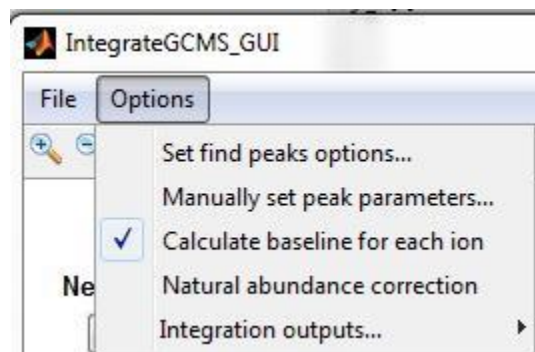 IntegrateGCMS_GUI
File Options
Set find peaks options...
Manually set peak parameters...
Calculate baseline for each ion
Ne Natural abundance correction
Integration outputs...